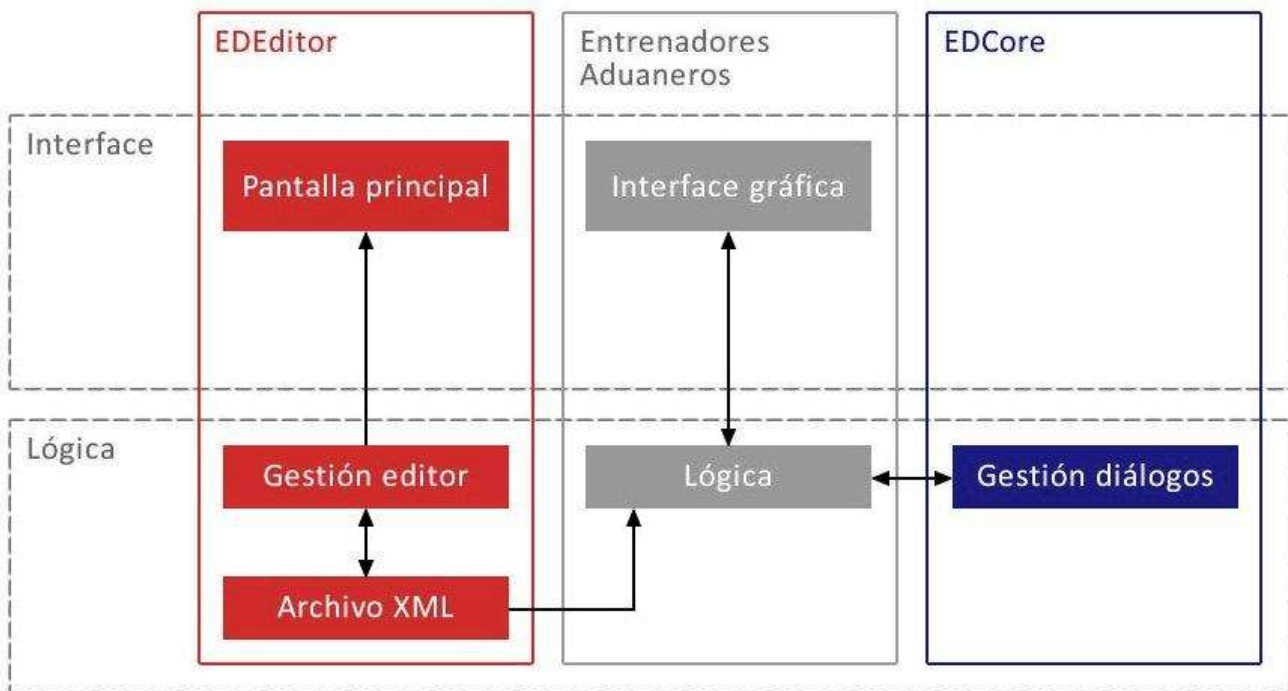 EDEditor
Entrenadores
Aduaneros
EDCore
Interface
Pantalla principal
Interface gráfica
Lógica
Gestión editor
Lógica
Gestión diálogos
Archivo XML